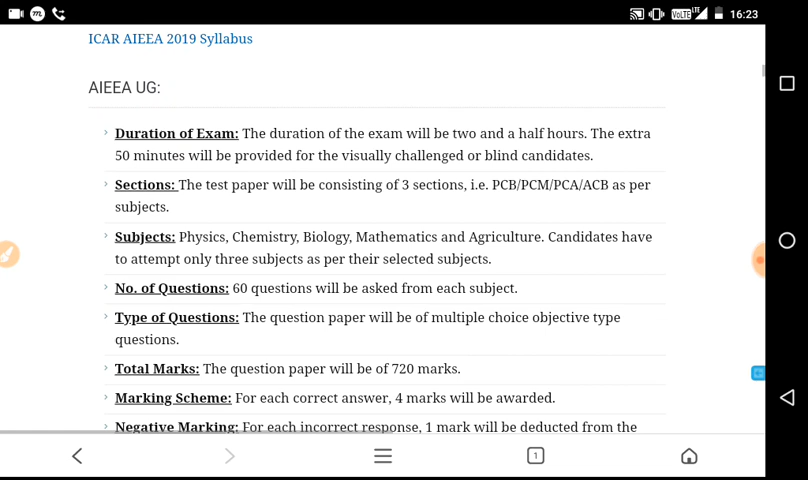 VoLTE LTE 16:23
ICAR AIEEA 2019 Syllabus
AIEEA UG:
Duration of Exam: The duration of the exam will be two and a half hours. The extra
50 minutes will be provided for the visually challenged or blind candidates.
Sections: The test paper will be consisting of 3 sections, i.e. PCB/PCM/PCA/ACB as per
subjects.
Subjects: Physics, Chemistry, Biology, Mathematics and Agriculture. Candidates have
to attempt only three subjects as per their selected subjects.
No. of Questions: 60 questions will be asked from each subject.
Type of Questions: The question paper will be of multiple choice objective type
questions.
Total Marks: The question paper will be of 720 marks.
Marking Scheme: For each correct answer, 4 marks will be awarded.
Negative Marking: For each incorrect response, 1 mark will be deducted from the
1